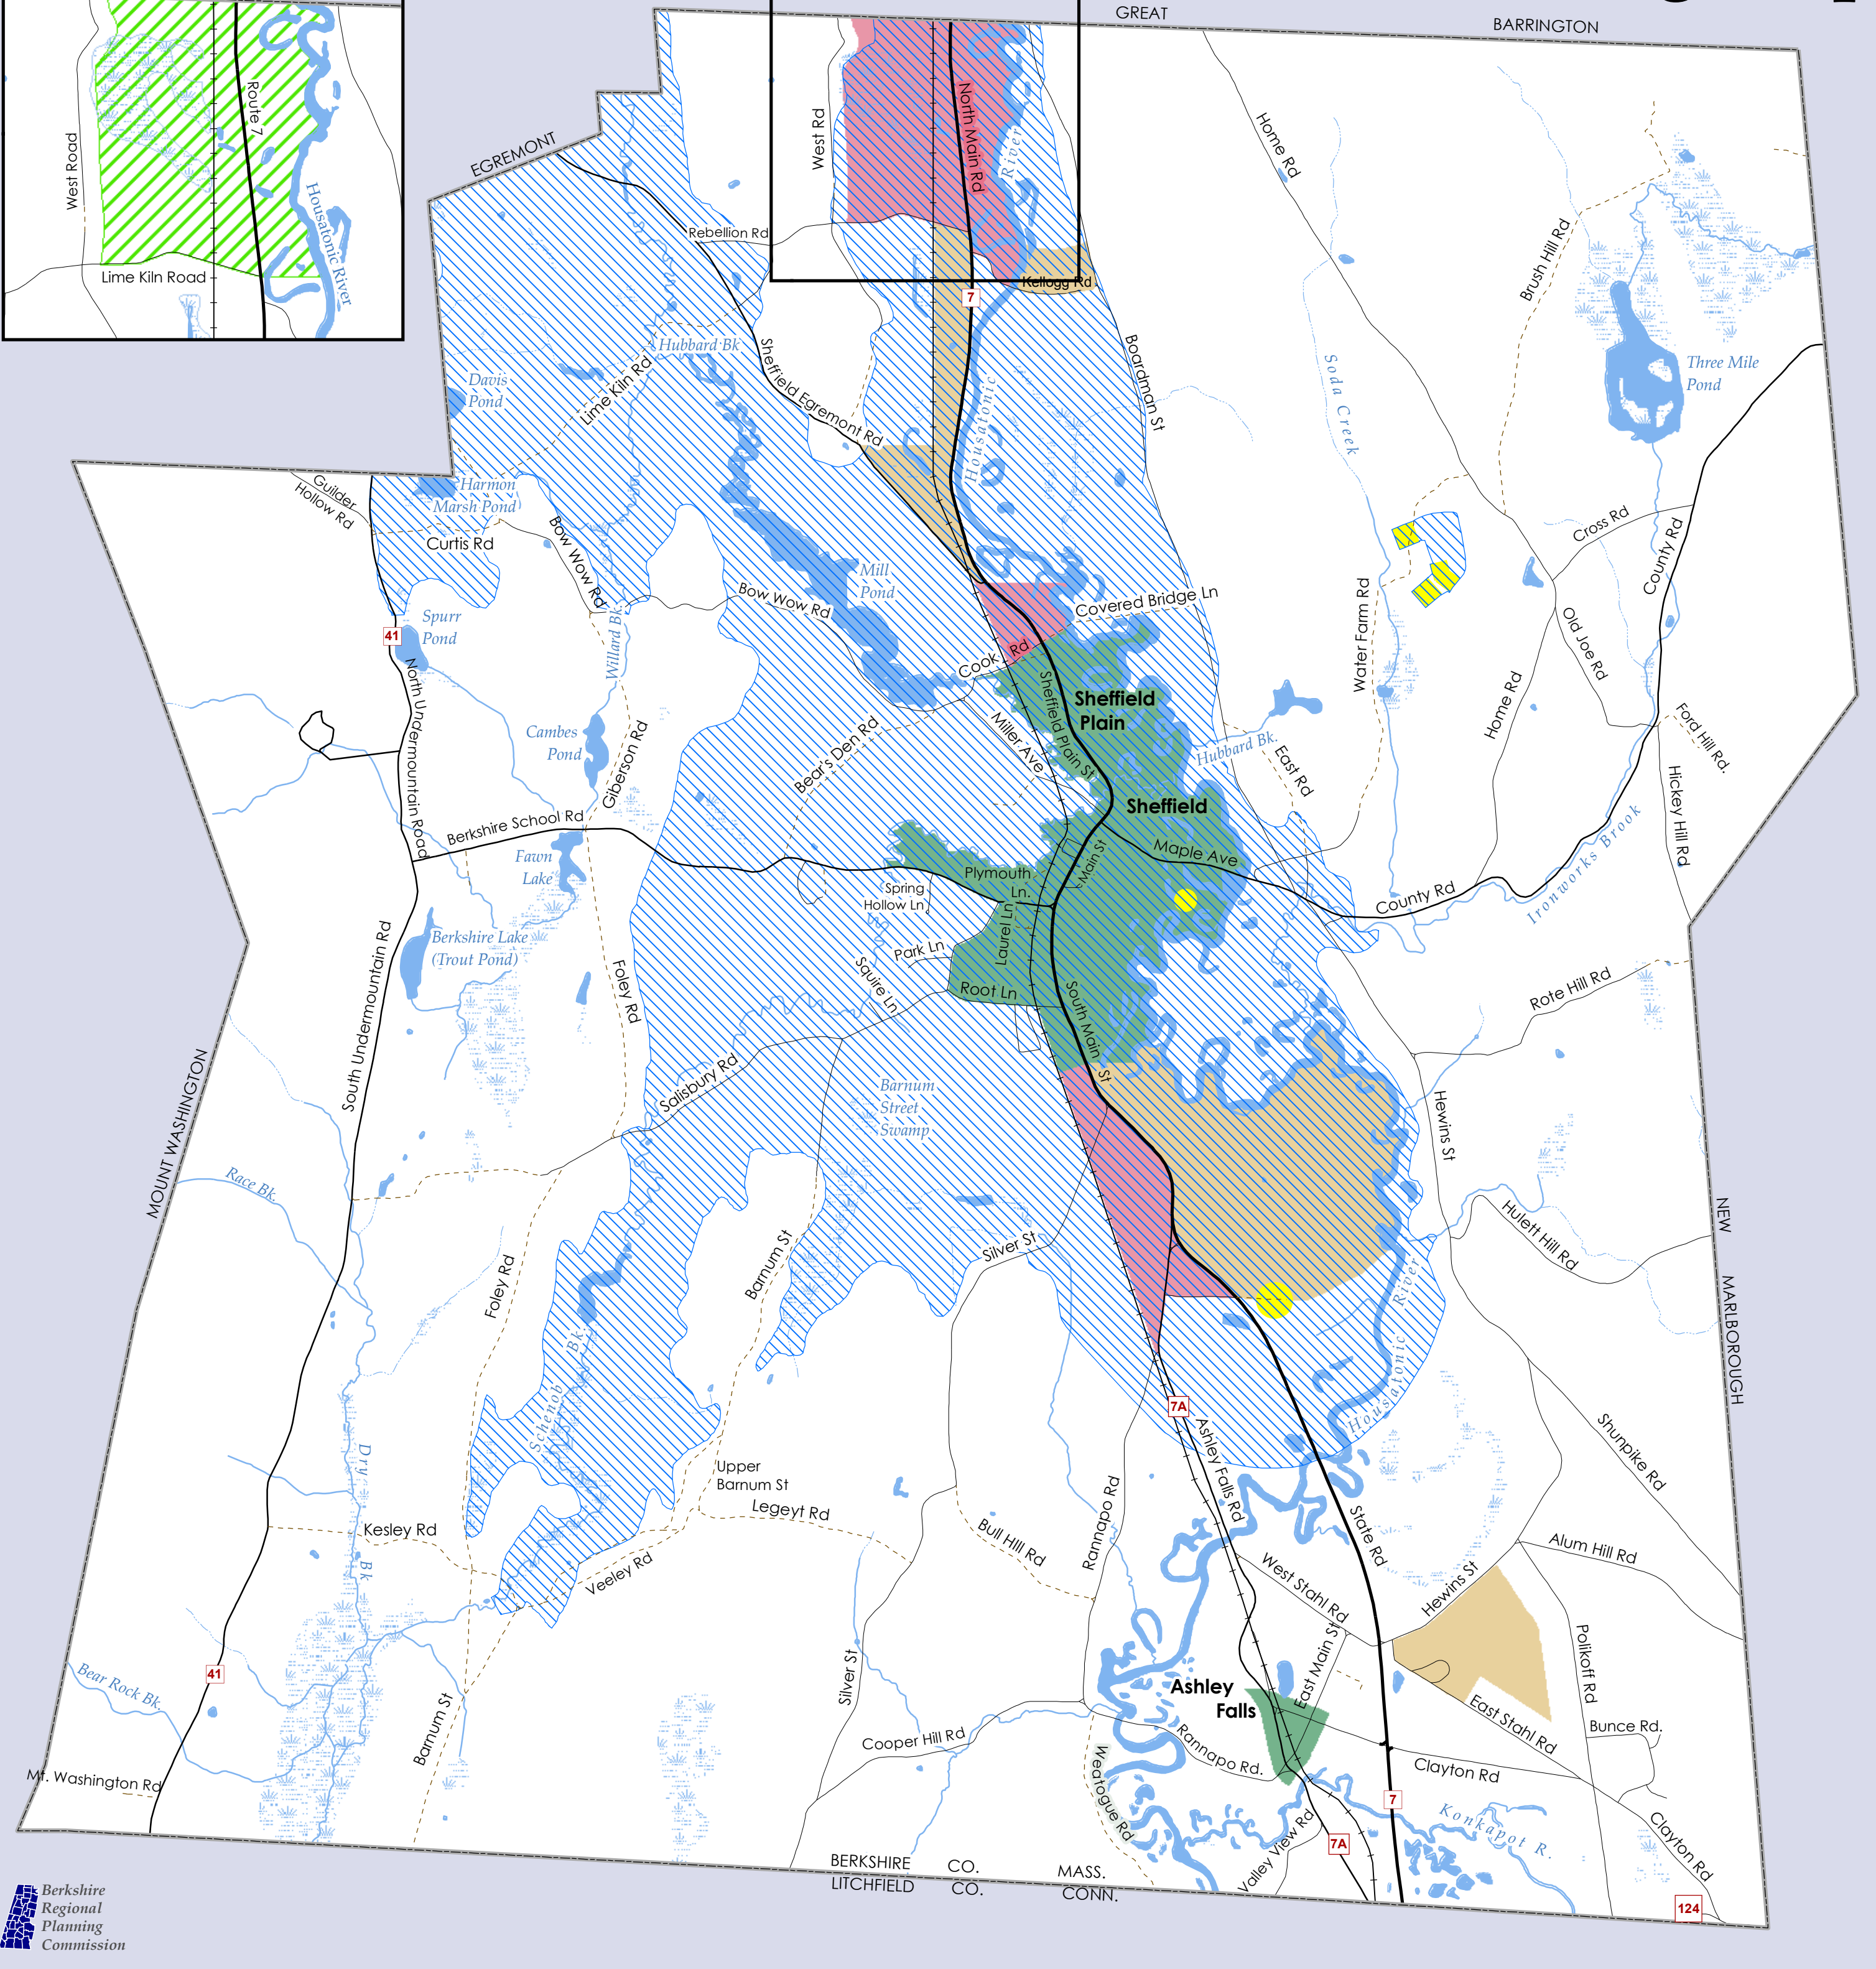 GREAT
BARRINGTON
EGREMONT
West Road
Route 7
Housatonic River
Lime Kiln Road
West Rd
North Main Rd
River
Home Rd
Rebellion Rd
Kellogg Rd
7
Brush Hill Rd
Hubbard Bk
Davis
Pond
Lime Kiln Rd
Sheffield Egremont Rd
Housatonic
Boardman St
Soda Creek
Three Mile
Pond
Guilder
Hollow Rd
Harmon
Marsh Pond
Curtis Rd
Bow Wow Rd
Cross Rd
County Rd
Mill
Pond
Bow Wow Rd
Covered Bridge Ln
Water Farm Rd
Spurr
Pond
41
Willard Bk.
Cook Rd
Old Joe Rd
North Undermountain Road
Sheffield
Plain
Sheffield Plain St
Miller Ave
Home Rd
Ford Hill Rd.
Cambes
Pond
Giberson Rd
Bear's Den Rd
Hubbard Bk.
East Rd
Hickey Hill Rd
Sheffield
Berkshire School Rd
Fawn
Lake
Main St
Maple Ave
Plymouth
Ln.
Spring
Hollow Ln
County Rd
Ironworks Brook
Berkshire Lake
(Trout Pond)
Laurel Ln
Park Ln
Squire Ln
Root Ln
Foley Rd
South Undermountain Rd
South Main St
Rote Hill Rd
MOUNT WASHINGTON
Salisbury Rd
Barnum
Street
Swamp
Hewins St
Race Bk.
NEW
MARLBOROUGH
Hulett Hill Rd
Silver St
Barnum St
Foley Rd
River
Housatonic
Schenob Bk.
7A
Ashley Falls Rd
Shunpike Rd
Dry Bk
Upper
Barnum St
Legeyt Rd
Kesley Rd
Veeley Rd
Bull Hill Rd
Rannapo Rd
State Rd
West Stahl Rd
Hewins St
Alum Hill Rd
Polikoff Rd
Silver St
East Main St
Ashley
Falls
Bear Rock Bk.
41
Barnum St
East Stahl Rd
Bunce Rd.
Cooper Hill Rd
Rannapo Rd.
Clayton Rd
Weatogue Rd
Mt. Washington Rd
7
Konkapot R.
Clayton Rd
7A
Valley View Rd
BERKSHIRE CO. MASS.
LITCHFIELD CO. CONN.
124
Berkshire
Regional
Planning
Commission